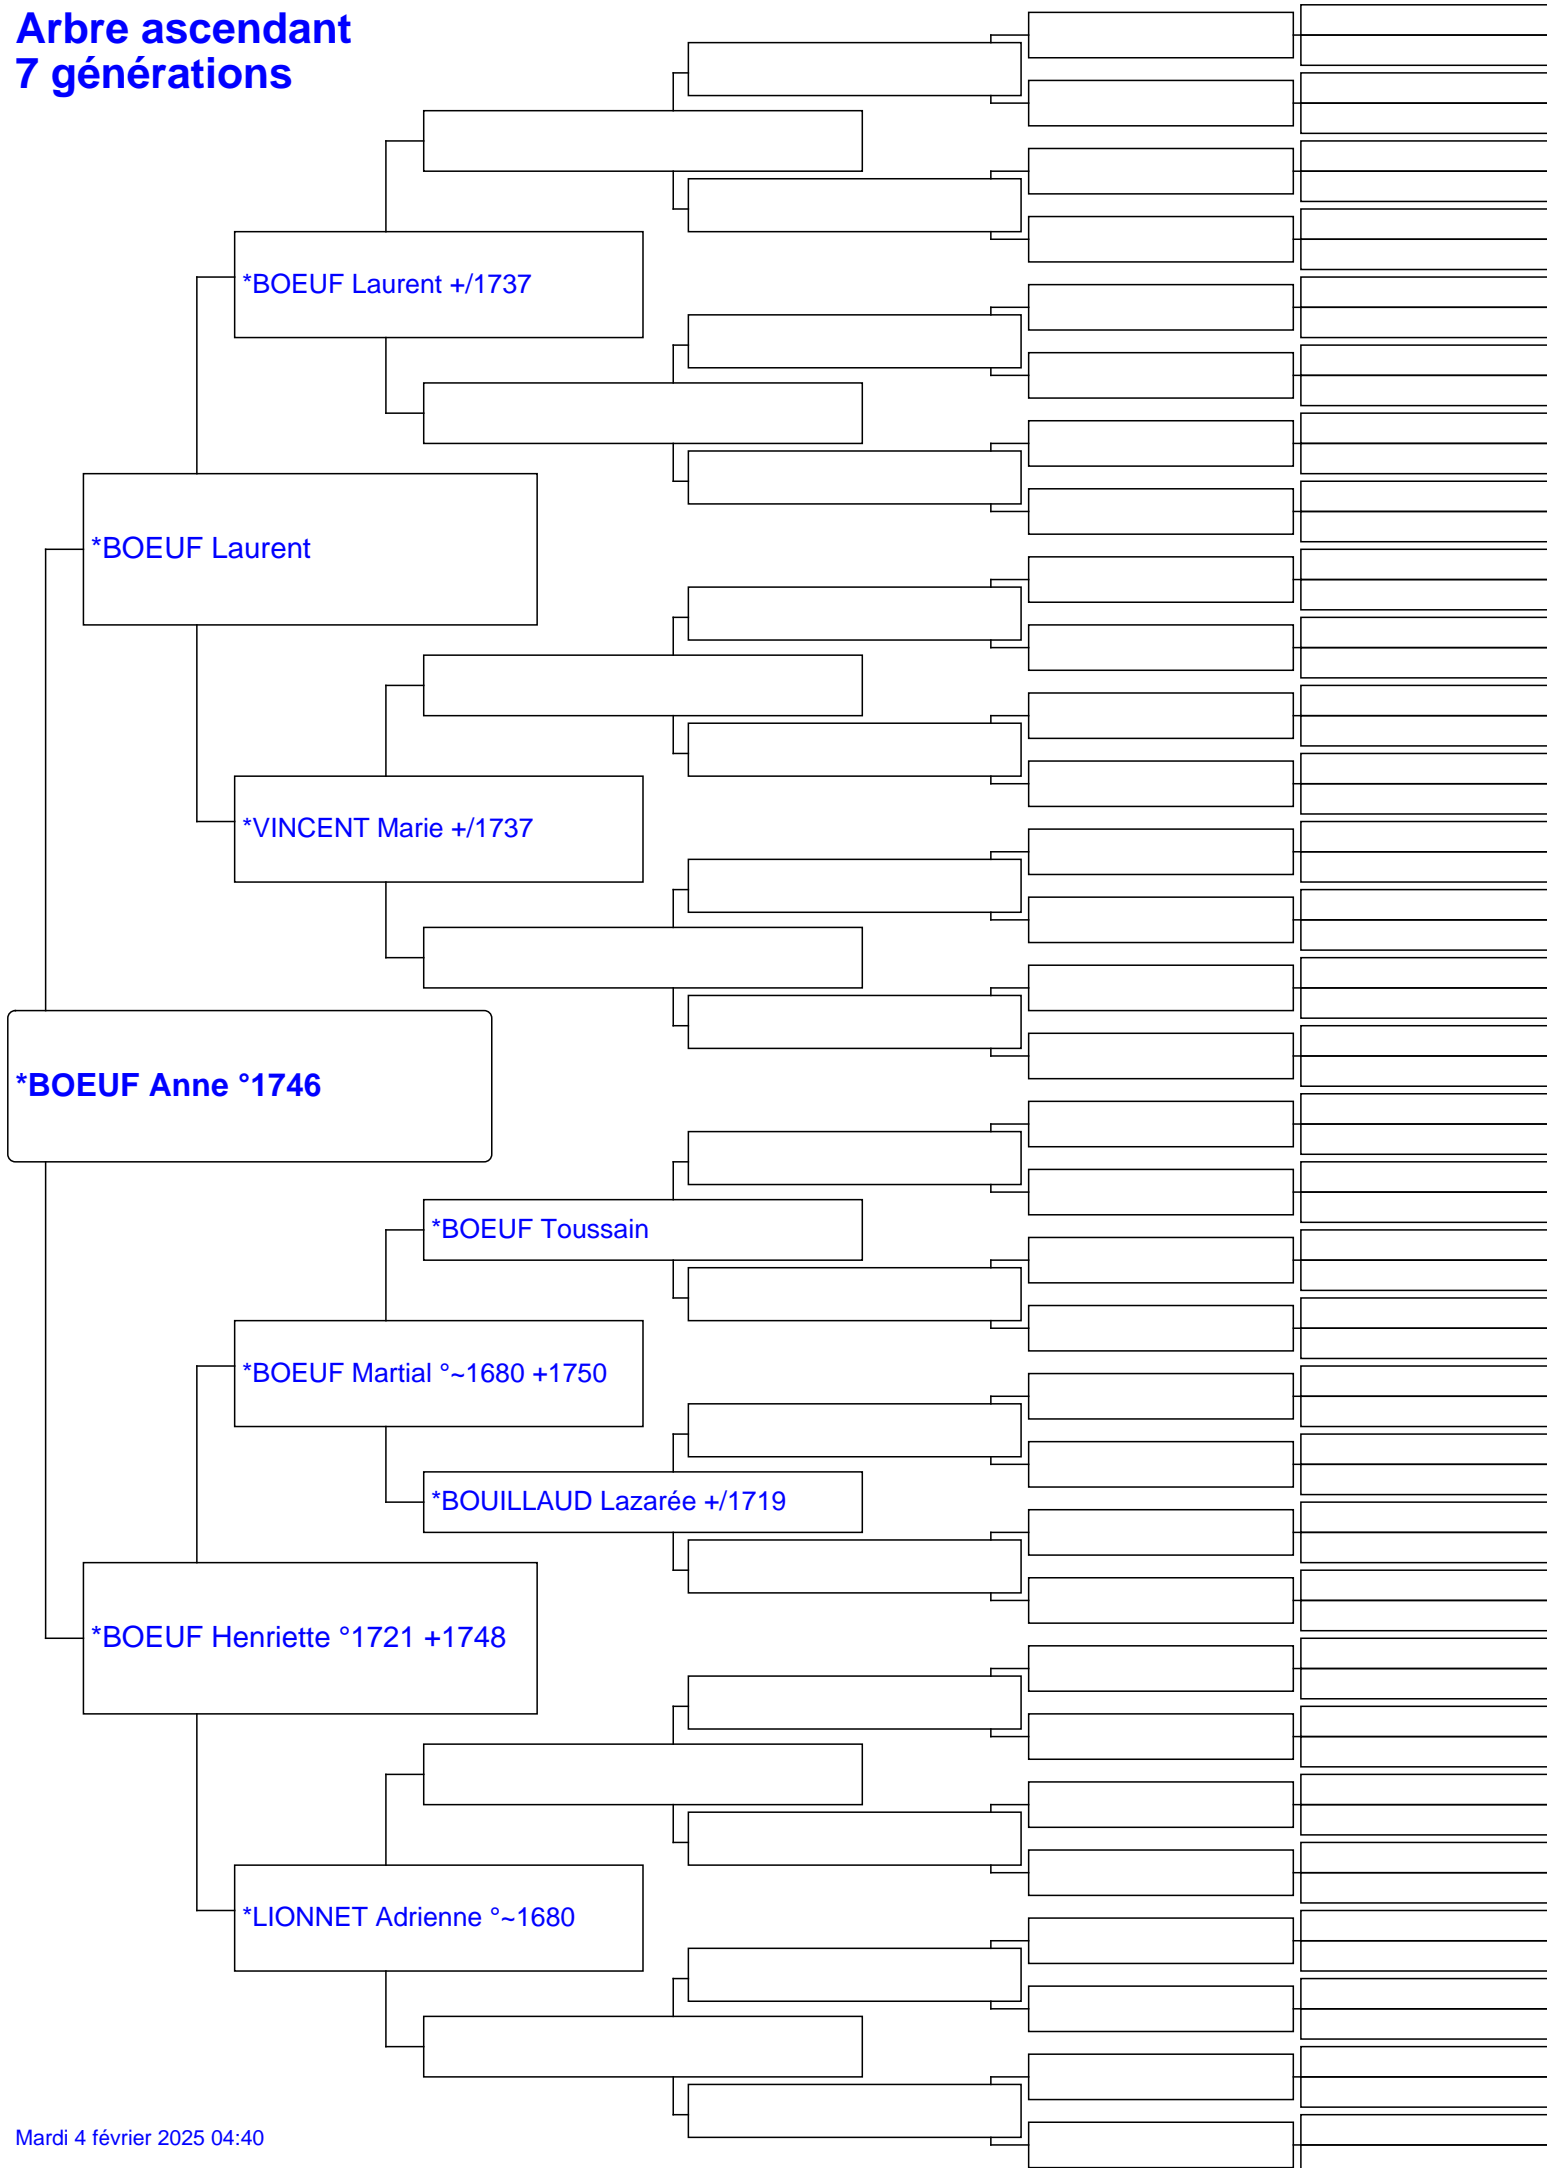 Arbre ascendant
7 générations
*BOEUF Laurent +/1737
*BOEUF Laurent
*VINCENT Marie +/1737
*BOEUF Anne °1746
*BOEUF Toussain
*BOEUF Martial °~1680 +1750
*BOUILLAUD Lazarée +/1719
*BOEUF Henriette °1721 +1748
*LIONNET Adrienne °~1680
Mardi 4 février 2025 04:40